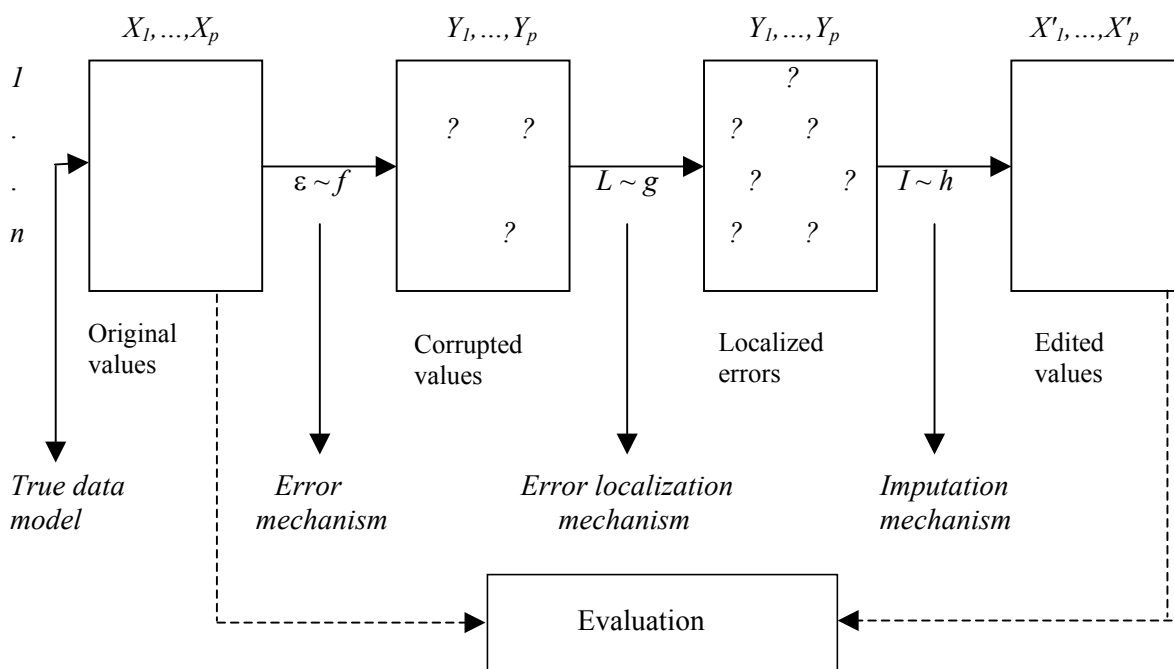 X1,...,Xp Y1,...,Yp Y1,...,Yp X'1,...,X'p
1
.
.
n
?
? ?
?
?
? ?
? ?
? ?
ε ~ f
L ~ g
I ~ h
Original
values
Corrupted
values
Localized
errors
Edited
values
True data
model
Error
mechanism
Error localization
mechanism
Imputation
mechanism
Evaluation